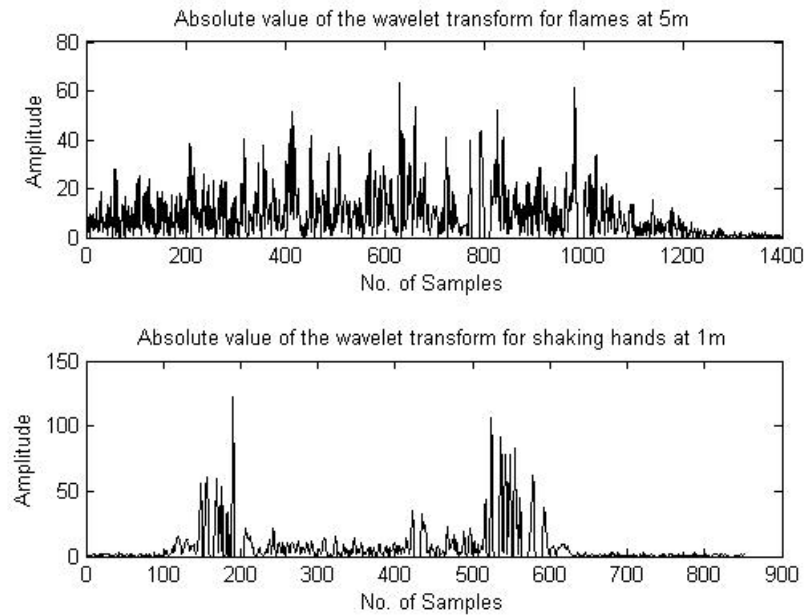 Absolute value of the wavelet transform for flames at 5m
80
60
40
20
0
Amplitude
0 200 400 600 800 1000 1200 1400
No. of Samples
Absolute value of the wavelet transform for shaking hands at 1m
150
100
50
0
Amplitude
0 100 200 300 400 500 600 700 800 900
No. of Samples